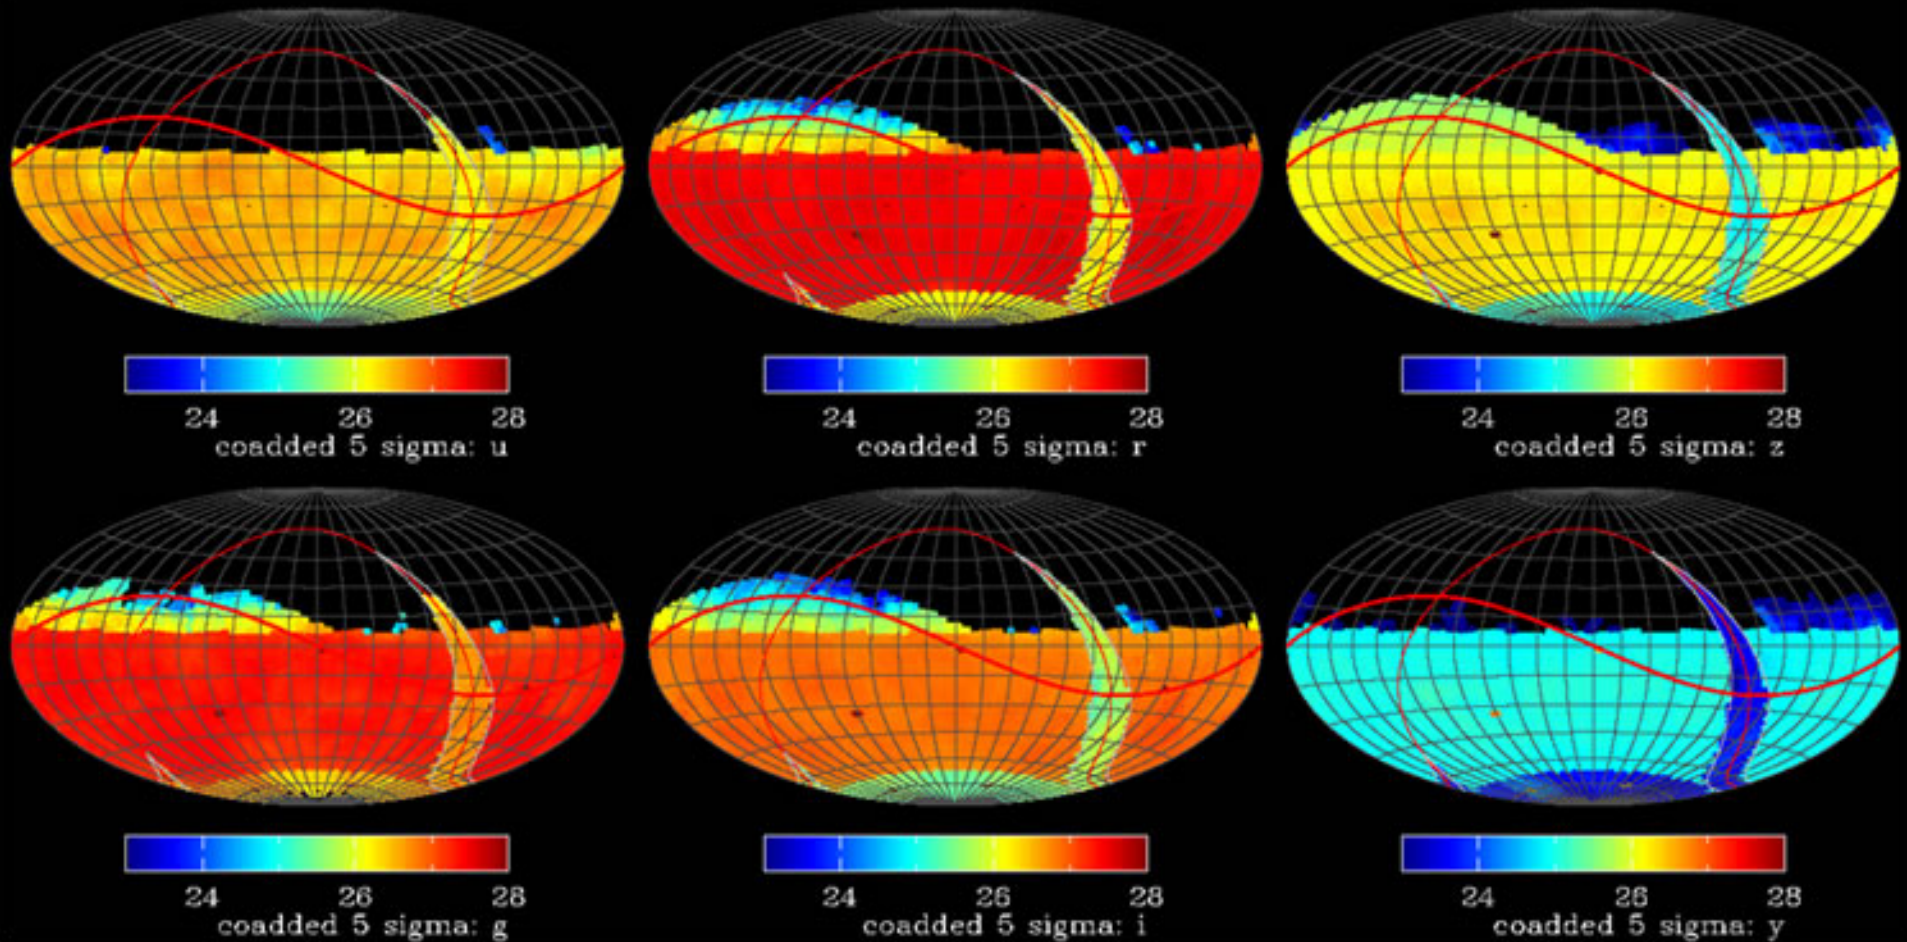 24 26 28
coadded 5 sigma: u
24 26 28
coadded 5 sigma: r
24 26 28
coadded 5 sigma: z
24 26 28
coadded 5 sigma: g
24 26 28
coadded 5 sigma: i
24 26 28
coadded 5 sigma: y